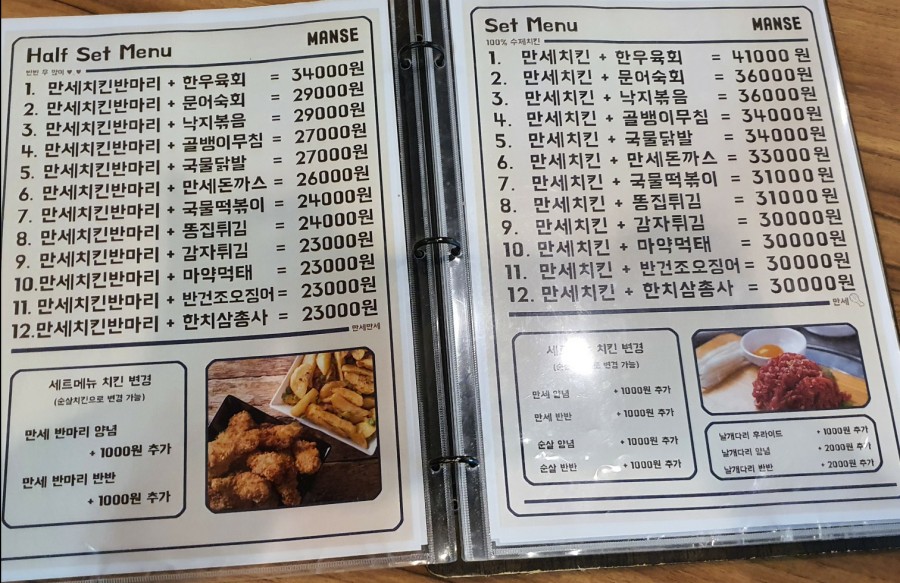 Half Set Menu
MANSE
반반 무 많이 ♥ ♥
1. 만세치킨반마리 + 한우육회 = 34000원
2. 만세치킨반마리 + 문어숙회 = 29000원
3. 만세치킨반마리 + 낙지볶음 = 29000원
4. 만세치킨반마리 + 골뱅이무침 = 27000원
5. 만세치킨반마리 + 국물닭발 = 27000원
6. 만세치킨반마리 + 만세돈까스 = 26000원
7. 만세치킨반마리 + 국물떡볶이 = 24000원
8. 만세치킨반마리 + 똥집튀김 = 24000원
9. 만세치킨반마리 + 감자튀김 = 23000원
10.만세치킨반마리 + 마약먹태 = 23000원
11. 만세치킨반마리 + 반건조오징어 = 23000원
12.만세치킨반마리 + 한치삼총사 = 23000원
만세만세
세르메뉴 치킨 변경
(순살치킨으로 변경 가능)
만세 반마리 양념
+ 1000원 추가
만세 반마리 반반
+ 1000원 추가
Set Menu
MANSE
100% 수제치킨
1. 만세치킨 + 한우육회 = 41000원
2. 만세치킨 + 문어숙회 = 36000원
3. 만세치킨 + 낙지볶음 = 36000원
4. 만세치킨 + 골뱅이무침 = 34000원
5. 만세치킨 + 국물닭발 = 34000원
6. 만세치킨 + 만세돈까스 = 33000원
7. 만세치킨 + 국물떡볶이 = 31000원
8. 만세치킨 + 똥집튀김 = 31000원
9. 만세치킨 + 감자튀김 = 30000원
10. 만세치킨 + 마약먹태 = 30000원
11. 만세치킨 + 반건조오징어 = 30000원
12. 만세치킨 + 한치삼총사 = 30000원
만세
치킨 변경
변경 가능)
만세 양념 + 1000원 추가
만세 반반 + 1000원 추가
순살 양념 + 1000원 추가
순살 반반 + 1000원 추가
날개다리 후라이드 + 1000원 추가
날개다리 양념 + 2000원 추가
날개다리 반반 + 2000원 추가